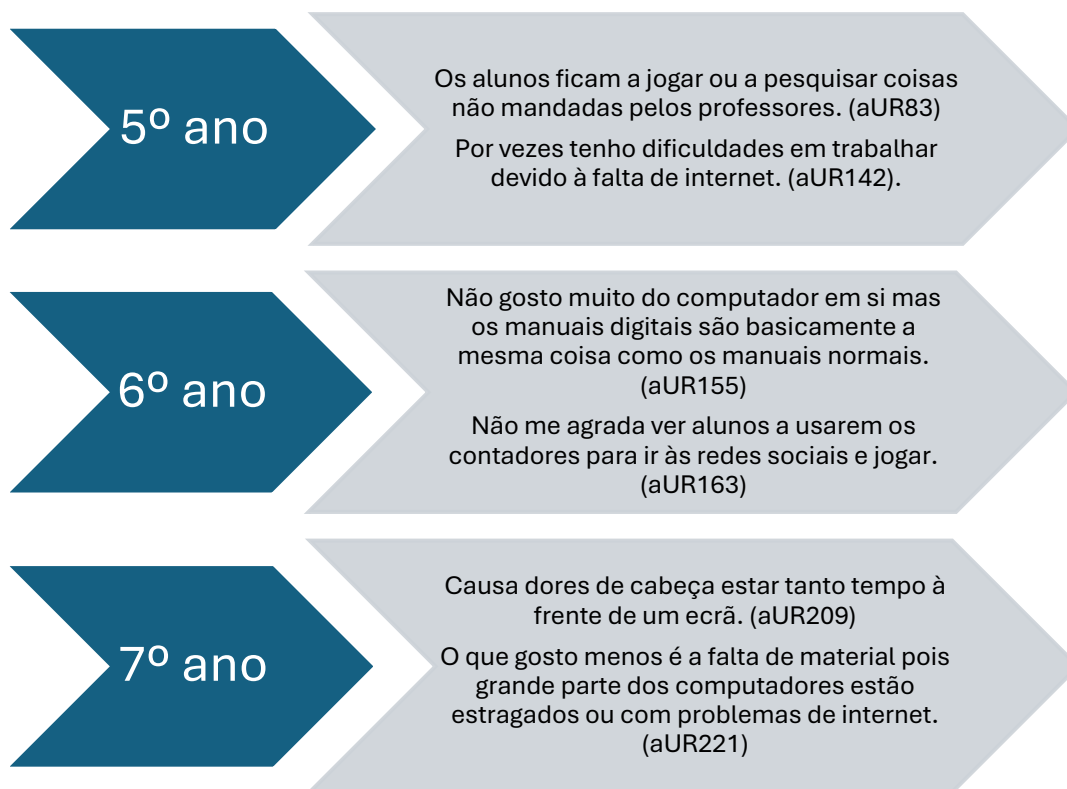 5º ano
Os alunos ficam a jogar ou a pesquisar coisas
não mandadas pelos professores. (aUR83)
Por vezes tenho dificuldades em trabalhar
devido à falta de internet. (aUR142).
6º ano
Não gosto muito do computador em si mas
os manuais digitais são basicamente a
mesma coisa como os manuais normais.
(aUR155)
Não me agrada ver alunos a usarem os
contadores para ir às redes sociais e jogar.
(aUR163)
7º ano
Causa dores de cabeça estar tanto tempo à
frente de um ecrã. (aUR209)
O que gosto menos é a falta de material pois
grande parte dos computadores estão
estragados ou com problemas de internet.
(aUR221)